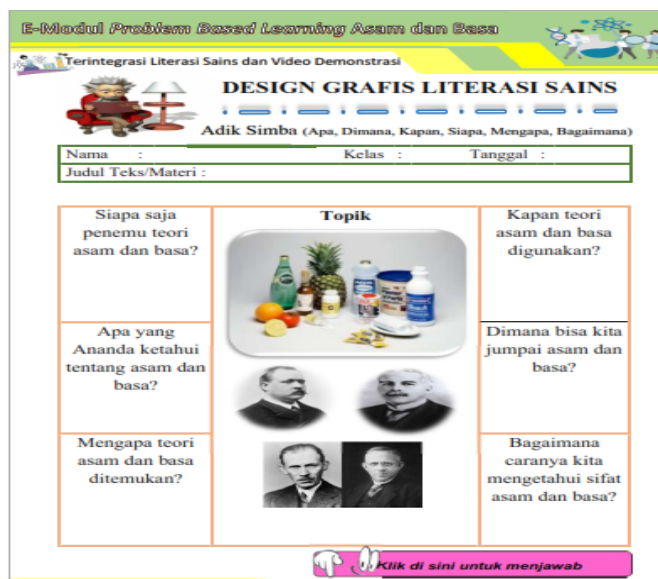 E-Modul Problem Based Learning Asam dan Basa
Terintegrasi Literasi Sains dan Video Demonstrasi
DESIGN GRAFIS LITERASI SAINS
Adik Simba (Apa, Dimana, Kapan, Siapa, Mengapa, Bagaimana)
Nama : Kelas : Tanggal :
Judul Teks/Materi :
Siapa saja
penemu teori
asam dan basa?
Topik
Kapan teori
asam dan basa
digunakan?
Apa yang
Ananda ketahui
tentang asam dan
basa?
Dimana bisa kita
jumpai asam dan
basa?
Mengapa teori
asam dan basa
ditemukan?
Bagaimana
caranya kita
mengetahui sifat
asam dan basa?
Klik di sini untuk menjawab